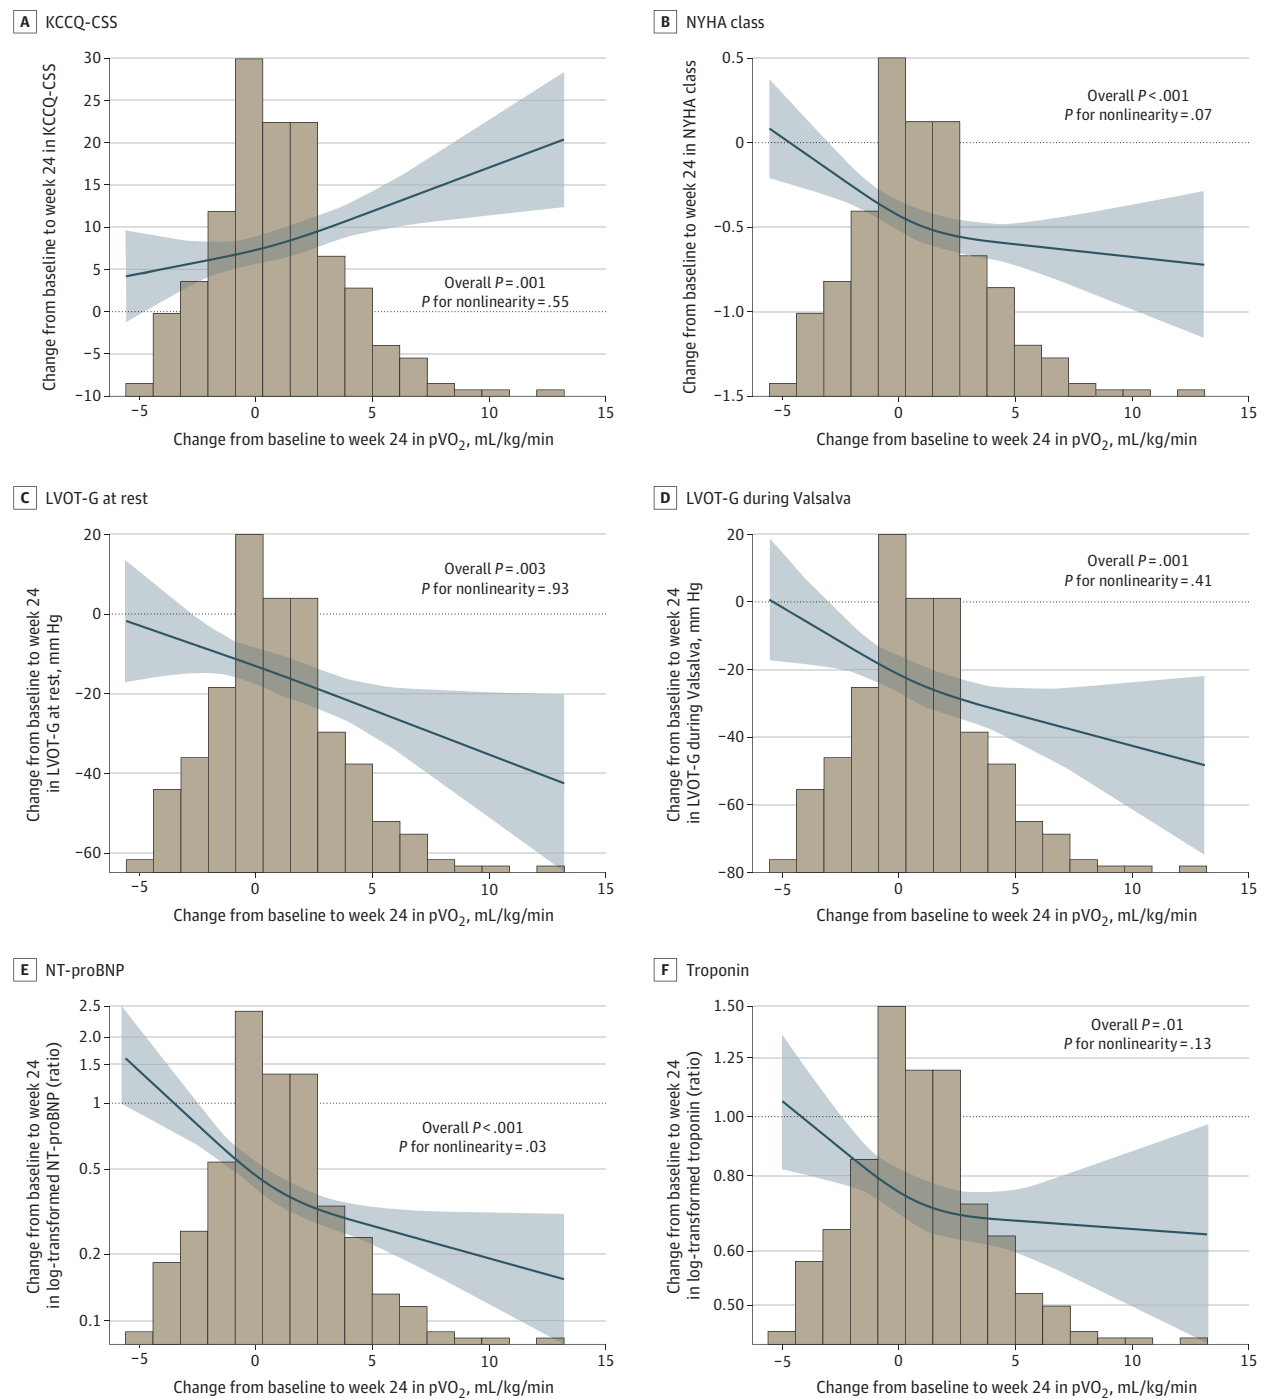 A KCCQ-CSS
Change from baseline to week 24 in KCCQ-CSS
30
25
20
15
10
5
0
−5
−10
Overall P = .001
P for nonlinearity = .55
−5 0 5 10 15
Change from baseline to week 24 in pVO2, mL/kg/min
B NYHA class
Change from baseline to week 24 in NYHA class
0.5
0
−0.5
−1.0
−1.5
Overall P < .001
P for nonlinearity = .07
−5 0 5 10 15
Change from baseline to week 24 in pVO2, mL/kg/min
C LVOT-G at rest
Change from baseline to week 24
in LVOT-G at rest, mm Hg
20
0
−20
−40
−60
Overall P = .003
P for nonlinearity = .93
−5 0 5 10 15
Change from baseline to week 24 in pVO2, mL/kg/min
D LVOT-G during Valsalva
Change from baseline to week 24
in LVOT-G during Valsalva, mm Hg
20
0
−20
−40
−60
−80
Overall P = .001
P for nonlinearity = .41
−5 0 5 10 15
Change from baseline to week 24 in pVO2, mL/kg/min
E NT-proBNP
Change from baseline to week 24
in log-transformed NT-proBNP (ratio)
2.5
2.0
1.5
1
0.5
0.2
0.1
Overall P < .001
P for nonlinearity = .03
−5 0 5 10 15
Change from baseline to week 24 in pVO2, mL/kg/min
F Troponin
Change from baseline to week 24
in log-transformed troponin (ratio)
1.50
1.25
1.00
0.80
0.60
0.50
Overall P = .01
P for nonlinearity = .13
−5 0 5 10 15
Change from baseline to week 24 in pVO2, mL/kg/min